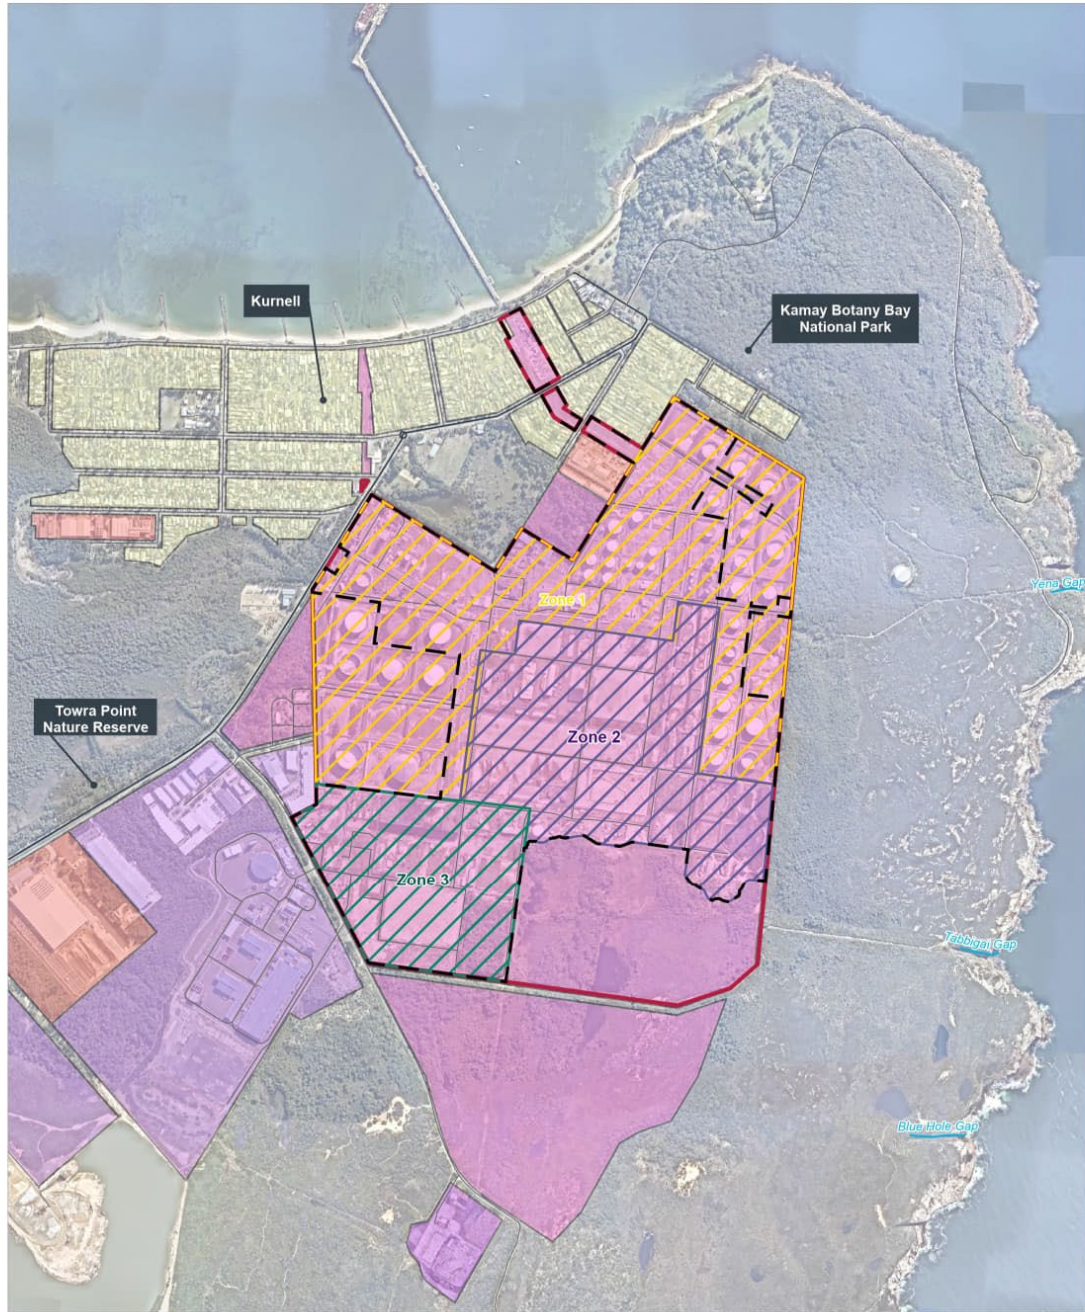 Kurnell
Kamay Botany Bay
National Park
Yena Gap
Zone 1
Towra Point
Nature Reserve
Zone 2
Zone 3
Tabbigai Gap
Blue Hole Gap